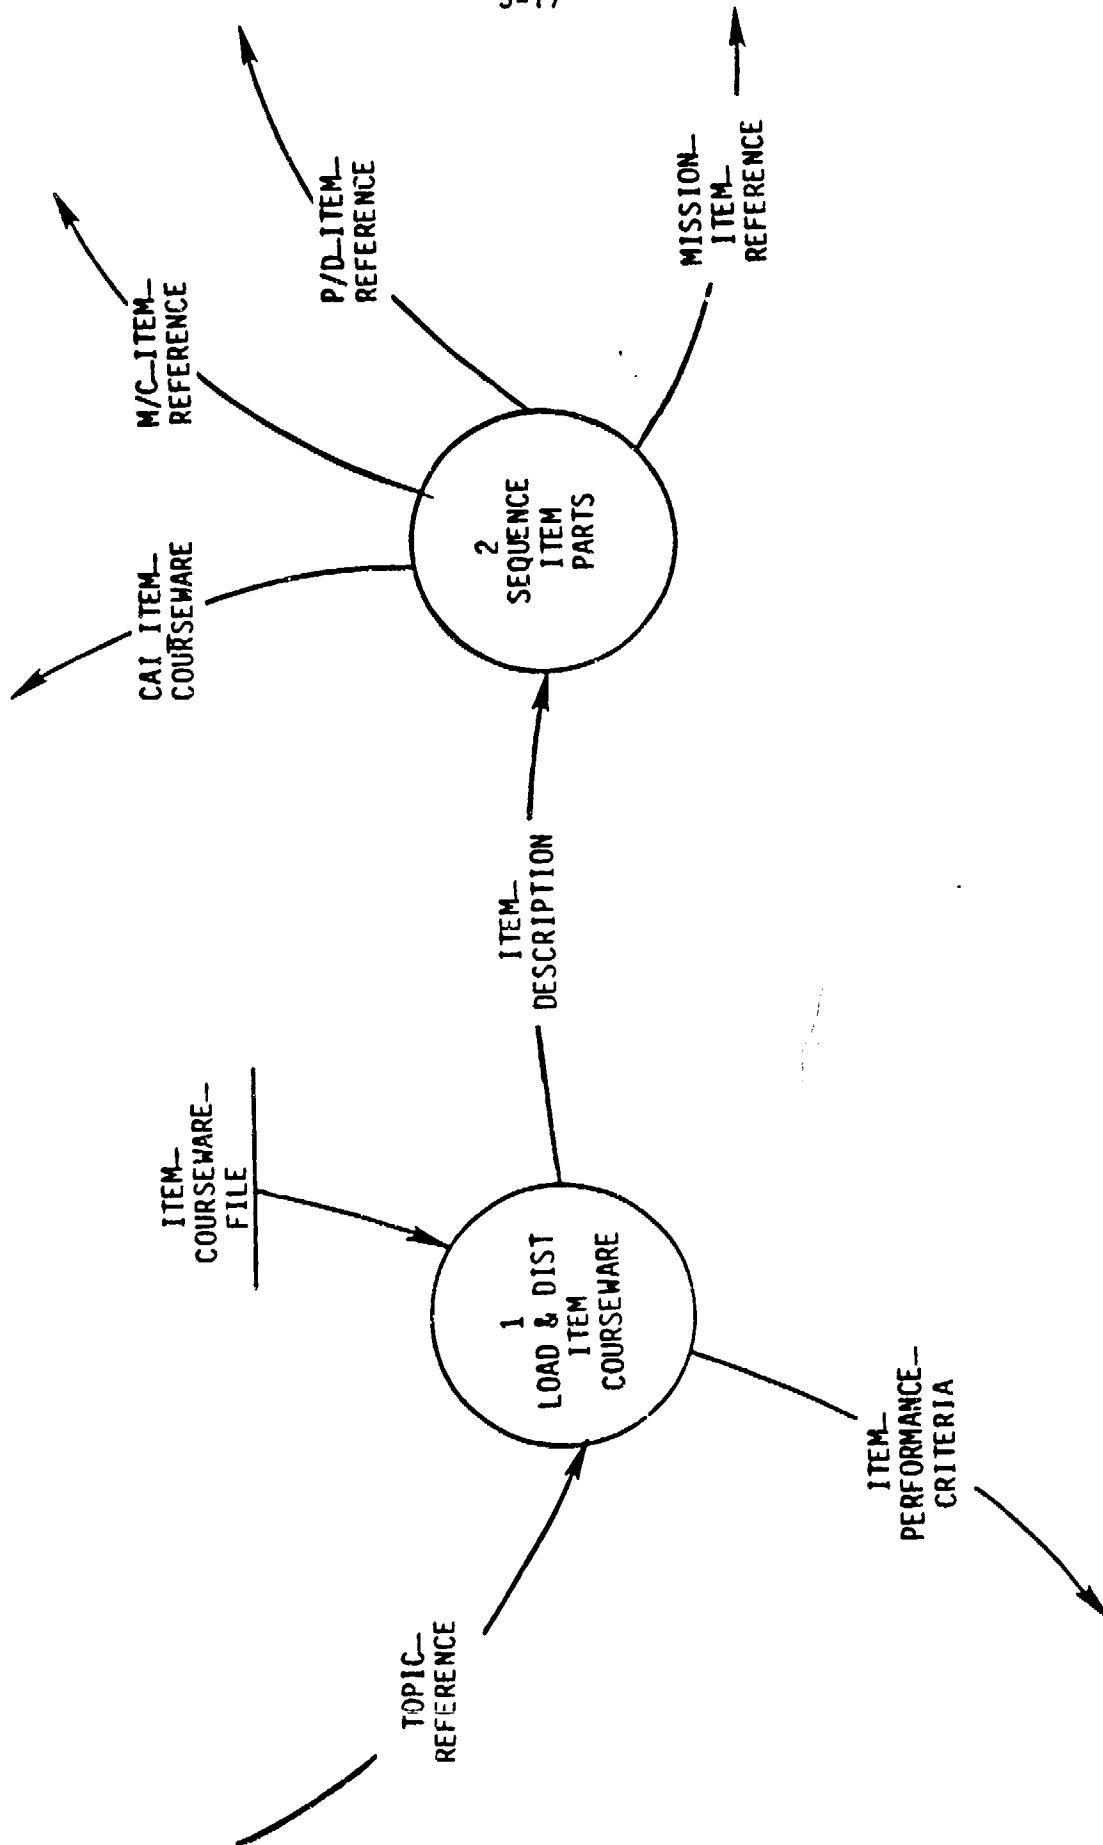 CAI_ITEM_
COURSEWARE
M/C_ITEM_
REFERENCE
P/D_ITEM_
REFERENCE
MISSION_
ITEM_
REFERENCE
2
SEQUENCE
ITEM
PARTS
ITEM_
DESCRIPTION
ITEM_
COURSEWARE_
FILE
1
LOAD & DIST
ITEM
COURSEWARE
TOPIC_
REFERENCE
ITEM_
PERFORMANCE_
CRITERIA